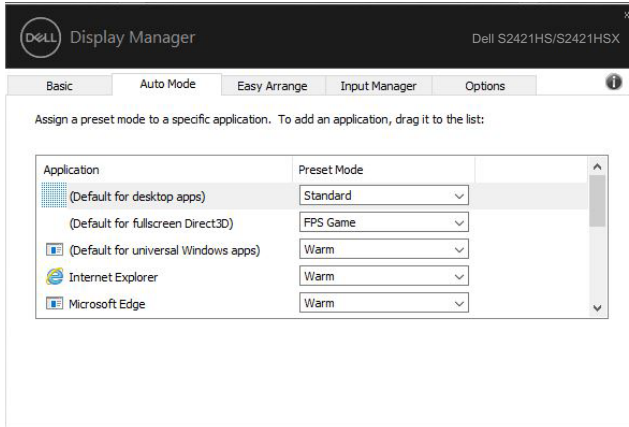 DELL Display Manager
Dell S2421HS/S2421HSX
Basic Auto Mode Easy Arrange Input Manager Options
Assign a preset mode to a specific application. To add an application, drag it to the list:
Application Preset Mode
(Default for desktop apps) Standard
(Default for fullscreen Direct3D) FPS Game
(Default for universal Windows apps) Warm
Internet Explorer Warm
Microsoft Edge Warm